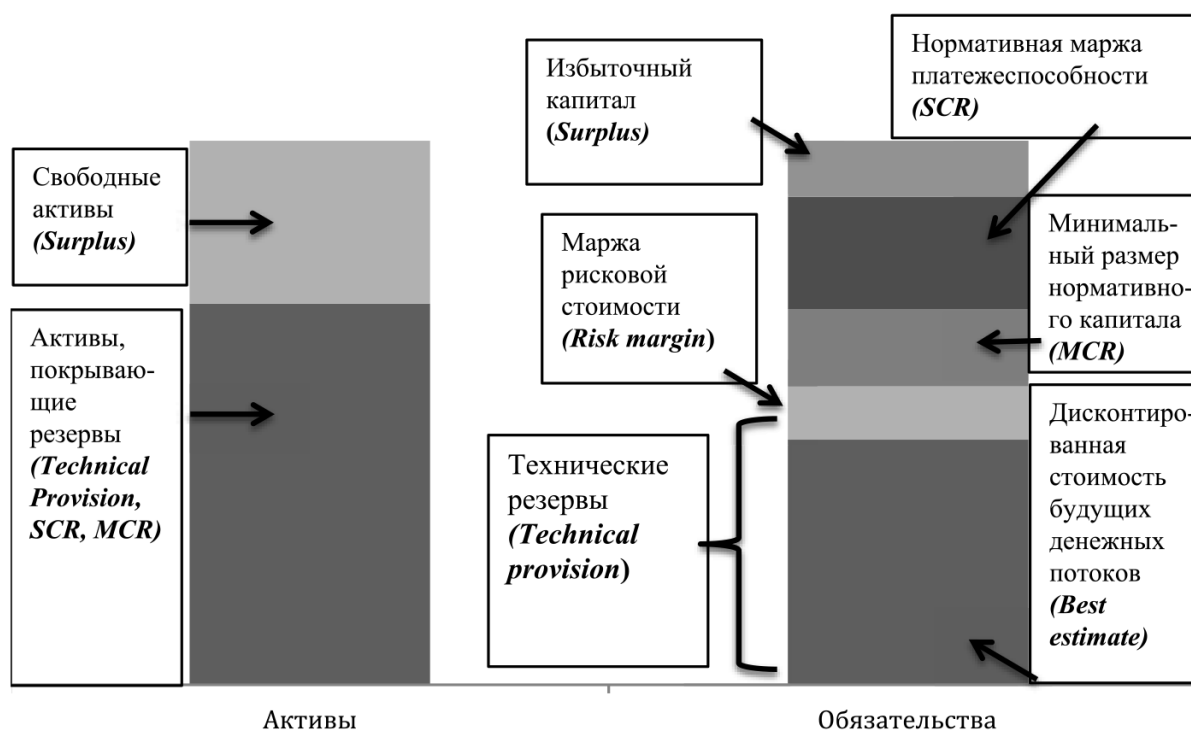 Свободные
активы
(Surplus)
Активы,
покрываю-
щие
резервы
(Technical
Provision,
SCR, MCR)
Избыточный
капитал
(Surplus)
Маржа
рисковой
стоимости
(Risk margin)
Технические
резервы
(Technical
provision)
Нормативная маржа
платежеспособности
(SCR)
Минималь-
ный размер
нормативно-
го капитала
(MCR)
Дисконтиро-
ванная
стоимость
будущих
денежных
потоков
(Best
estimate)
Активы
Обязательства